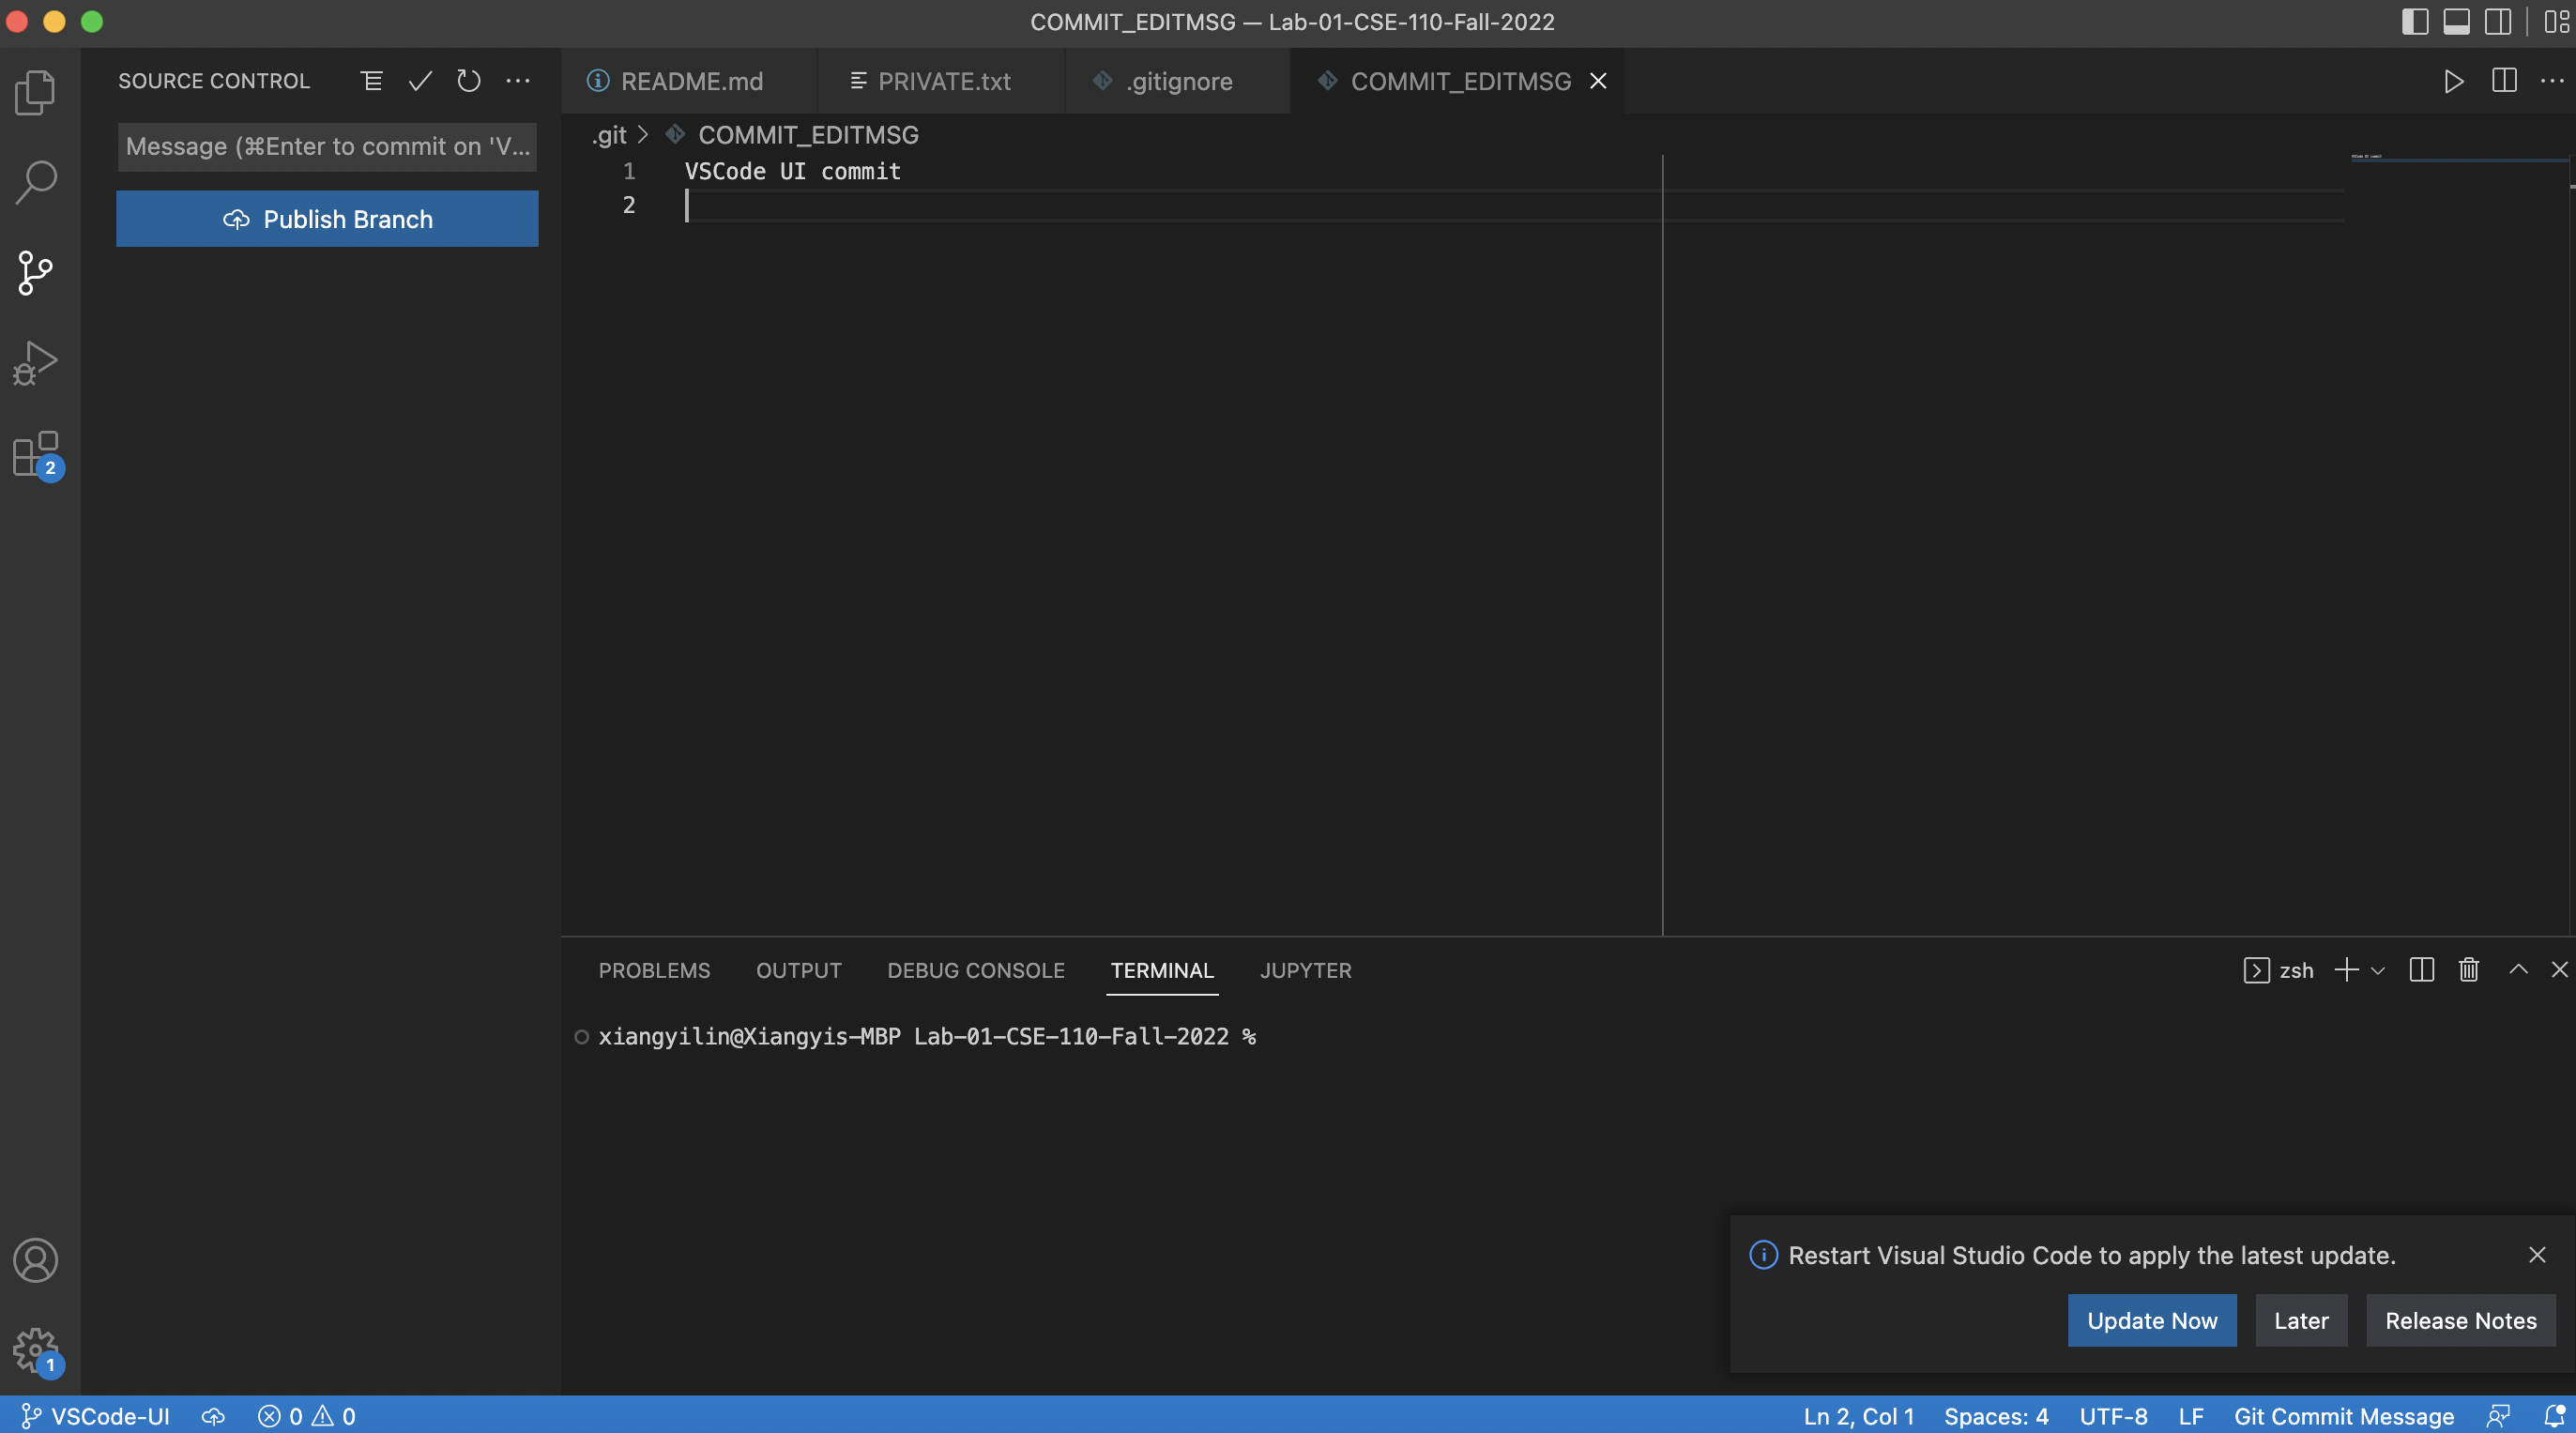 COMMIT_EDITMSG — Lab-01-CSE-110-Fall-2022
SOURCE CONTROL
Message (⌘Enter to commit on 'V...
Publish Branch
2
1
README.md
PRIVATE.txt
.gitignore
COMMIT_EDITMSG
.git > COMMIT_EDITMSG
1 VSCode UI commit
2
PROBLEMS OUTPUT DEBUG CONSOLE TERMINAL JUPYTER
zsh
xiangyilin@Xiangyis-MBP Lab-01-CSE-110-Fall-2022 %
Restart Visual Studio Code to apply the latest update.
Update Now Later Release Notes
VSCode-UI 0 0 Ln 2, Col 1 Spaces: 4 UTF-8 LF Git Commit Message